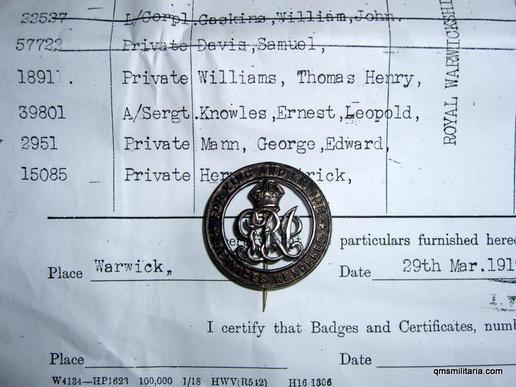 22537 L/Corpl. Gaskins, William, John.
57722 Private Davis, Samuel,
1891. Private Williams, Thomas Henry,
39801 A/Sergt. Knowles, Ernest, Leopold,
2951 Private Mann, George, Edward,
15085 Private
ROYAL WARWICKSHI
FOR KING AND EMPIRE
SERVICES RENDERED
particulars furnished here
Place Warwick, Date 29th Mar. 191
I certify that Badges and Certificates, num
Place Date
W4134—HP1623 100,000 1/18 HWV(R542) H16/1306
qmsmilitaria.com